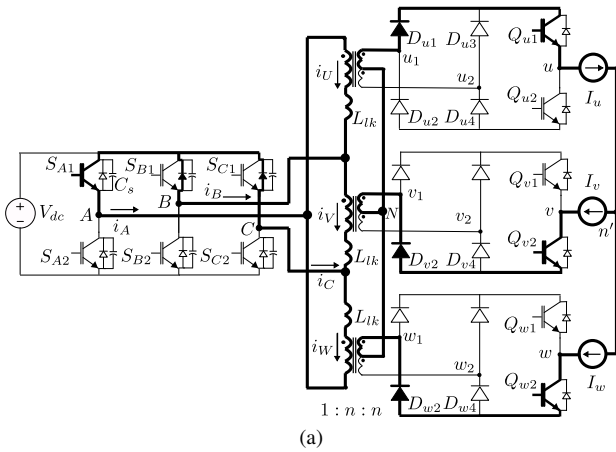 D_{u1} D_{u3} Q_{u1}
u_1 u
i_U u_2 I_u
Q_{u2}
L_{lk} D_{u2} D_{u4}
S_{A1} S_{B1} S_{C1} Q_{v1} I_v
C_s i_B v_1
+ V_{dc} B i_V N v_2 v
− A i_A n'
C Q_{v2}
S_{A2} S_{B2} S_{C2} i_C L_{lk} D_{v2} D_{v4}
L_{lk} Q_{w1}
w_1
i_W w_2 w
I_w
Q_{w2}
D_{w2} D_{w4}
1 : n : n
(a)